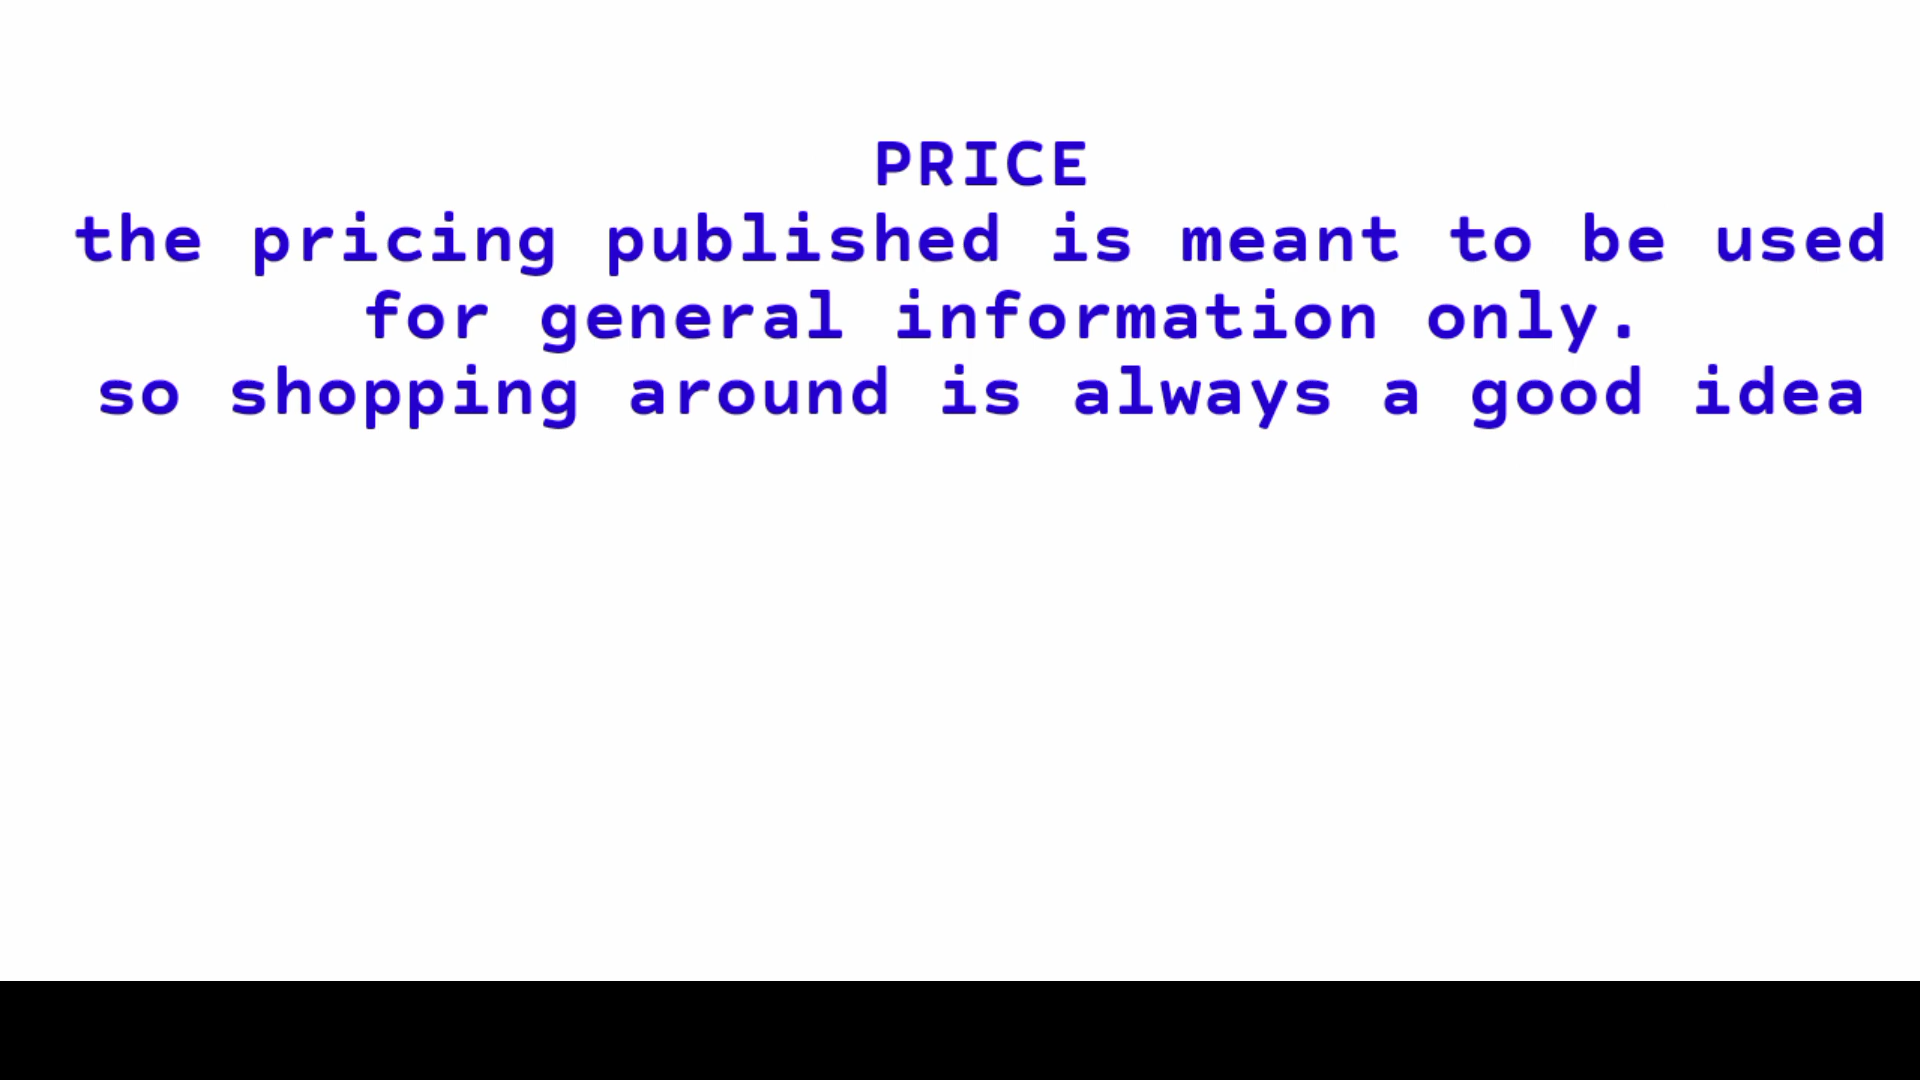 PRICE
the pricing published is meant to be used
for general information only.
so shopping around is always a good idea